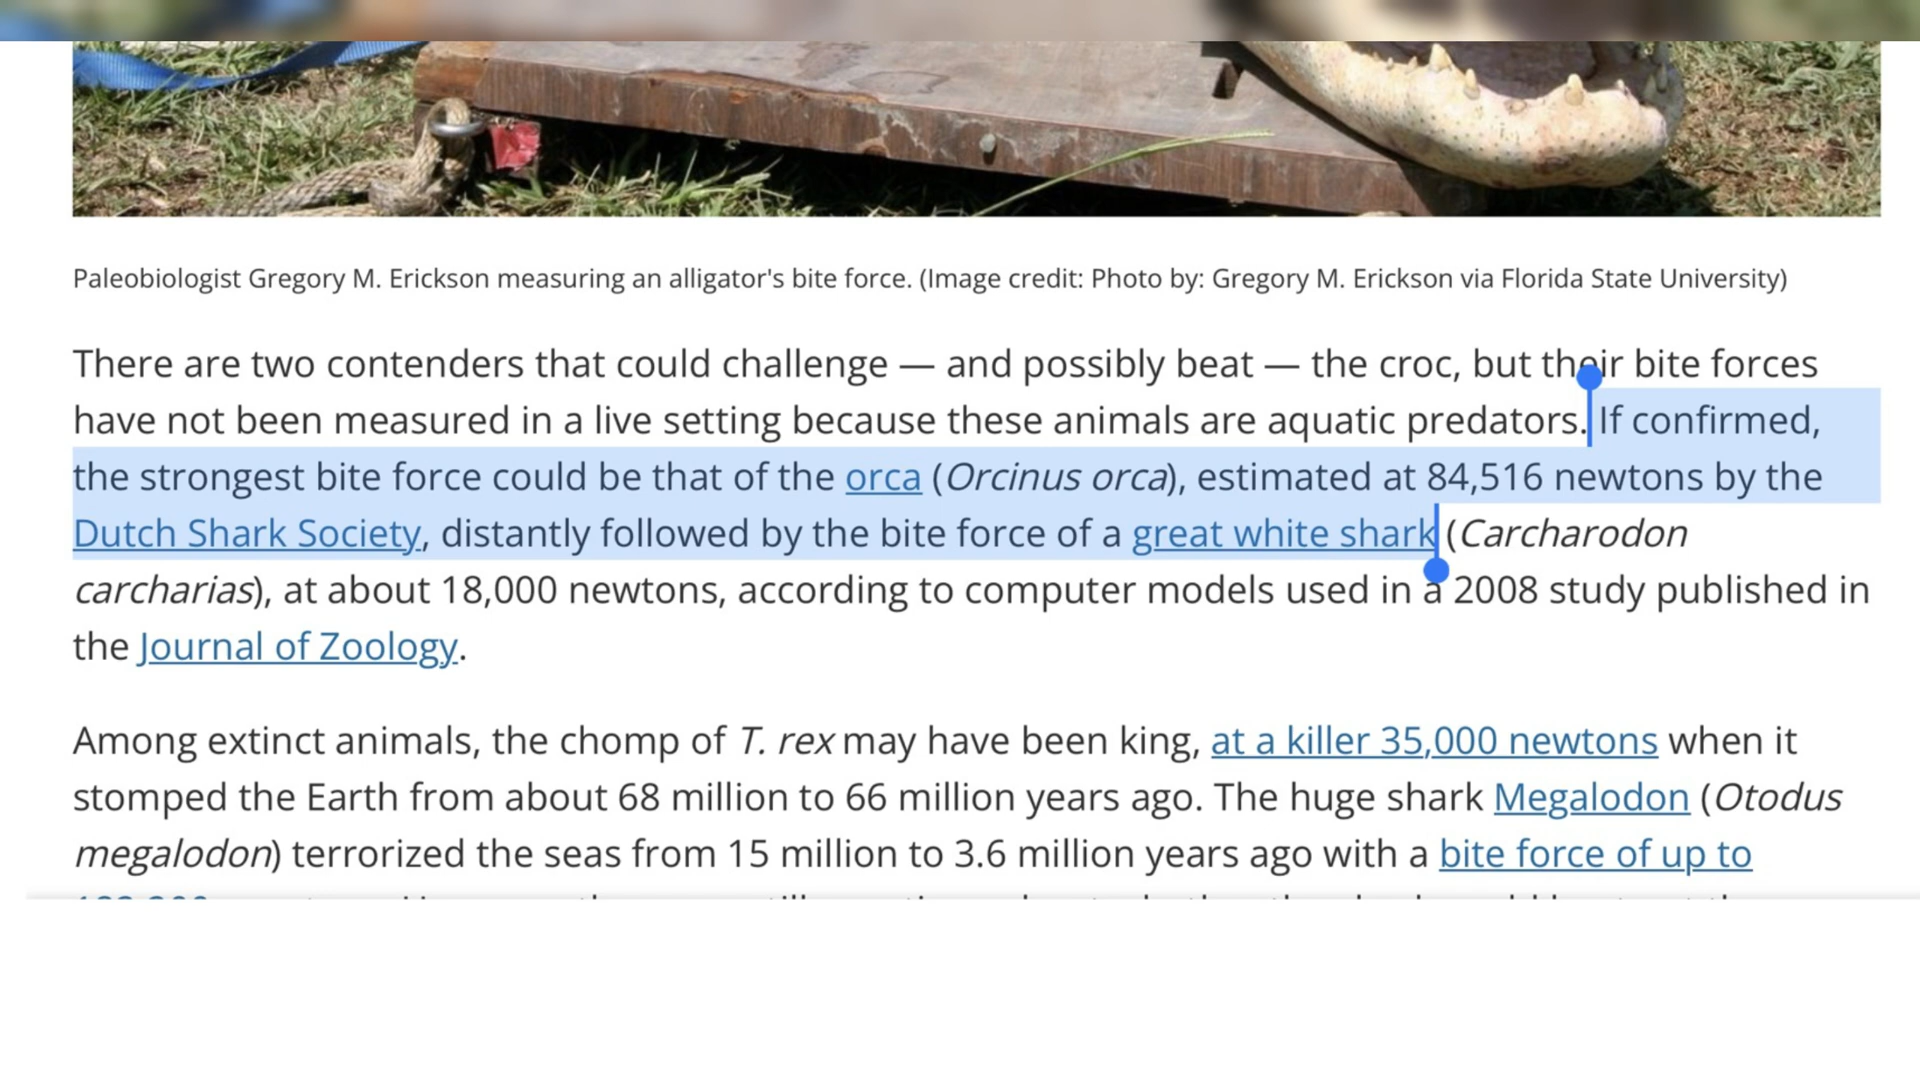 Paleobiologist Gregory M. Erickson measuring an alligator's bite force. (Image credit: Photo by: Gregory M. Erickson via Florida State University)
There are two contenders that could challenge — and possibly beat — the croc, but their bite forces
have not been measured in a live setting because these animals are aquatic predators. If confirmed,
the strongest bite force could be that of the orca (Orcinus orca), estimated at 84,516 newtons by the
Dutch Shark Society, distantly followed by the bite force of a great white shark (Carcharodon
carcharias), at about 18,000 newtons, according to computer models used in a 2008 study published in
the Journal of Zoology.
Among extinct animals, the chomp of T. rex may have been king, at a killer 35,000 newtons when it
stomped the Earth from about 68 million to 66 million years ago. The huge shark Megalodon (Otodus
megalodon) terrorized the seas from 15 million to 3.6 million years ago with a bite force of up to